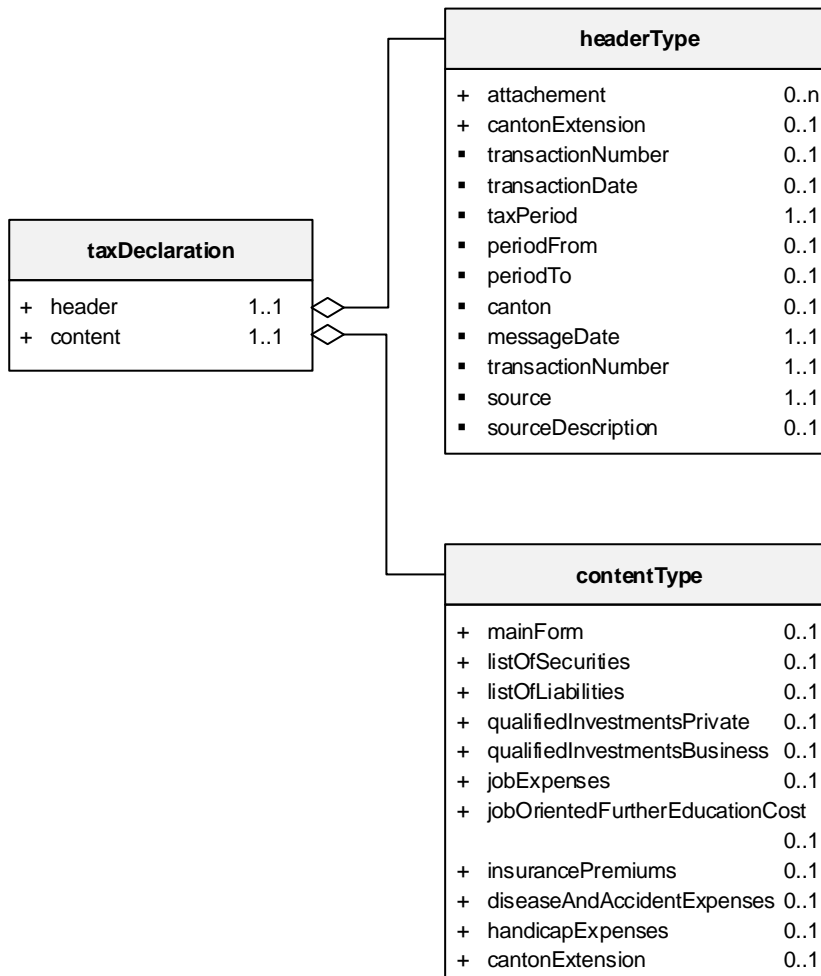 headerType
+ attachement 0..n
+ cantonExtension 0..1
▪ transactionNumber 0..1
▪ transactionDate 0..1
▪ taxPeriod 1..1
▪ periodFrom 0..1
▪ periodTo 0..1
▪ canton 0..1
▪ messageDate 1..1
▪ transactionNumber 1..1
▪ source 1..1
▪ sourceDescription 0..1
taxDeclaration
+ header 1..1
+ content 1..1
contentType
+ mainForm 0..1
+ listOfSecurities 0..1
+ listOfLiabilities 0..1
+ qualifiedInvestmentsPrivate 0..1
+ qualifiedInvestmentsBusiness 0..1
+ jobExpenses 0..1
+ jobOrientedFurtherEducationCost
0..1
+ insurancePremiums 0..1
+ diseaseAndAccidentExpenses 0..1
+ handicapExpenses 0..1
+ cantonExtension 0..1